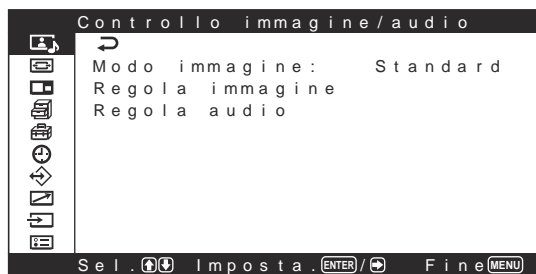 Controllo immagine/audio
Modo immagine: Standard
Regola immagine
Regola audio
Sel. Imposta. ENTER/ Fine MENU